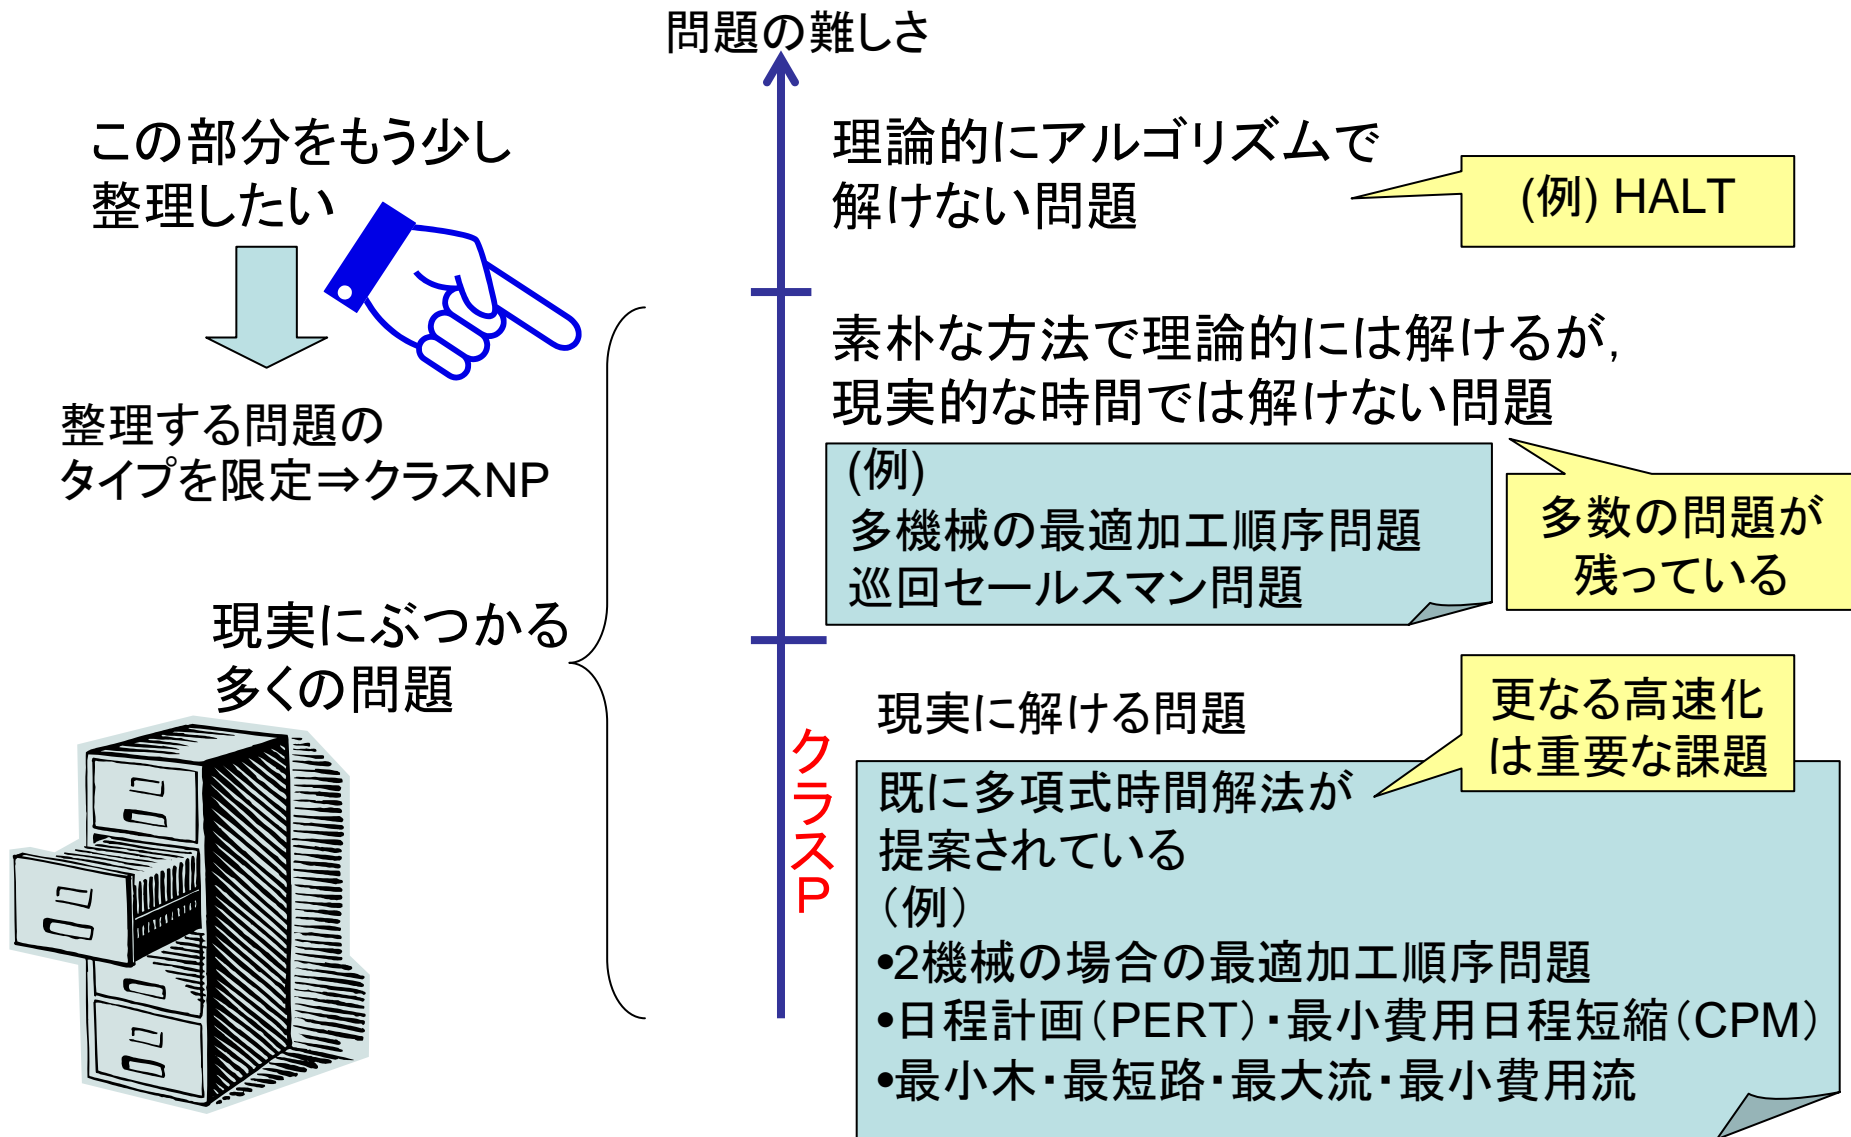 問題の難しさ
この部分をもう少し
整理したい
整理する問題の
タイプを限定⇒クラスNP
現実にぶつかる
多くの問題
理論的にアルゴリズムで
解けない問題
(例) HALT
素朴な方法で理論的には解けるが,
現実的な時間では解けない問題
(例)
多機械の最適加工順序問題
巡回セールスマン問題
多数の問題が
残っている
クラスP
現実に解ける問題
更なる高速化
は重要な課題
既に多項式時間解法が
提案されている
（例）
•2機械の場合の最適加工順序問題
•日程計画（PERT）・最小費用日程短縮（CPM）
•最小木・最短路・最大流・最小費用流